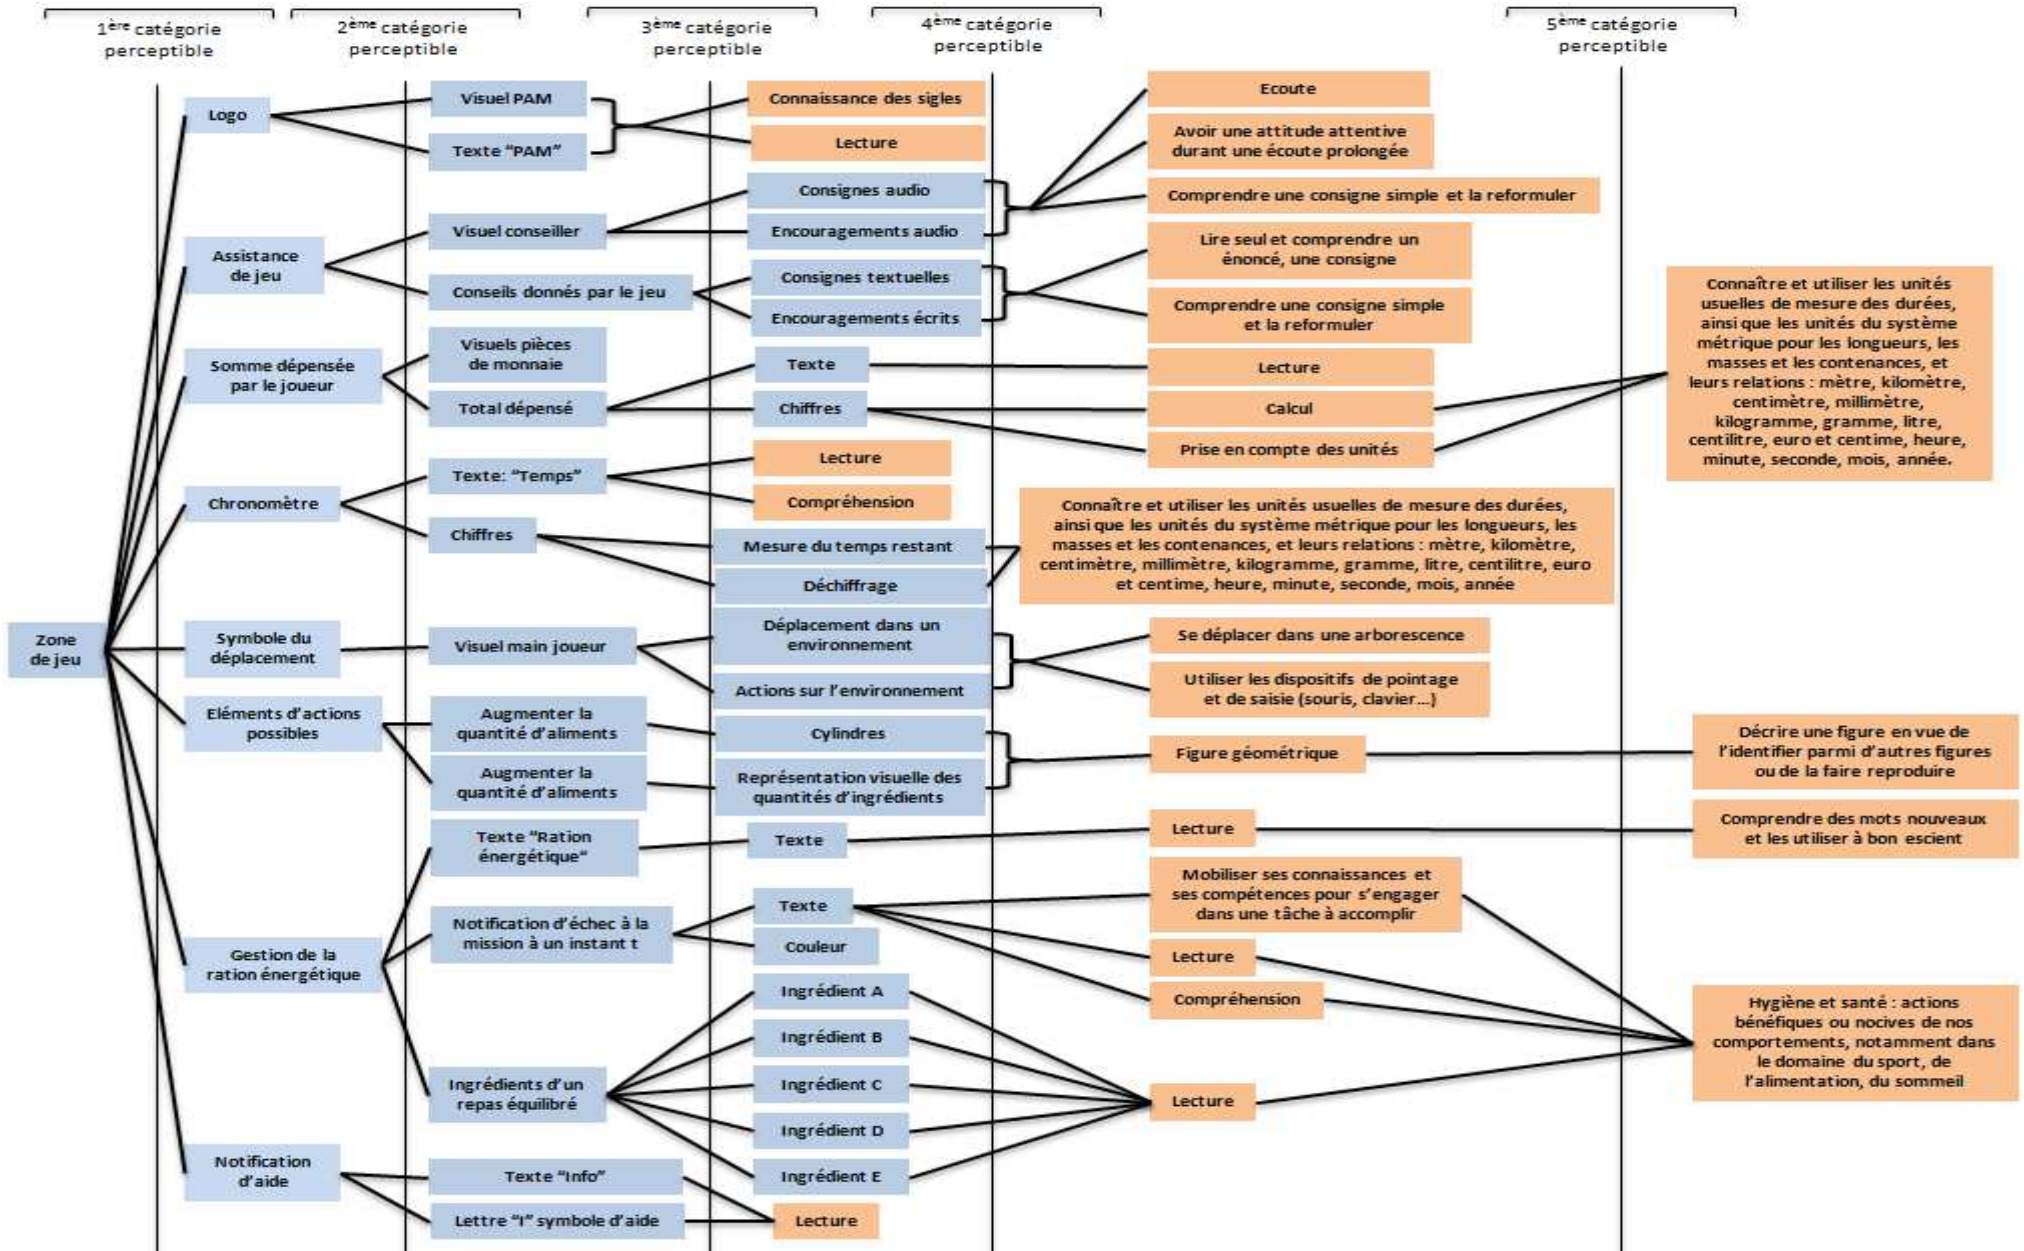 1ère catégorie
perceptible
2ème catégorie
perceptible
3ème catégorie
perceptible
4ème catégorie
perceptible
5ème catégorie
perceptible
Zone
de jeu
Logo
Assistance
de jeu
Somme dépensée
par le joueur
Chronomètre
Symbole du
déplacement
Eléments d'actions
possibles
Gestion de la
ration énergétique
Notification
d'aide
Visuel PAM
Texte "PAM"
Visuel conseiller
Conseils donnés par le jeu
Visuels pièces
de monnaie
Total dépensé
Texte: "Temps"
Chiffres
Visuel main joueur
Augmenter la
quantité d'aliments
Augmenter la
quantité d'aliments
Texte "Ration
énergétique"
Notification d'échec à la
mission à un instant t
Ingrédients d'un
repas équilibré
Texte "Info"
Lettre "I" symbole d'aide
Connaissance des sigles
Lecture
Consignes audio
Encouragements audio
Consignes textuelles
Encouragements écrits
Texte
Chiffres
Lecture
Compréhension
Mesure du temps restant
Déchiffrage
Déplacement dans un
environnement
Actions sur l'environnement
Cylindres
Représentation visuelle des
quantités d'ingrédients
Texte
Texte
Couleur
Ingrédient A
Ingrédient B
Ingrédient C
Ingrédient D
Ingrédient E
Lecture
Ecoute
Avoir une attitude attentive
durant une écoute prolongée
Comprendre une consigne simple et la reformuler
Lire seul et comprendre un
énoncé, une consigne
Comprendre une consigne simple
et la reformuler
Lecture
Calcul
Prise en compte des unités
Connaître et utiliser les unités usuelles de mesure des durées,
ainsi que les unités du système métrique pour les longueurs, les
masses et les contenances, et leurs relations : mètre, kilomètre,
centimètre, millimètre, kilogramme, gramme, litre, centilitre, euro
et centime, heure, minute, seconde, mois, année
Se déplacer dans une arborescence
Utiliser les dispositifs de pointage
et de saisie (souris, clavier...)
Figure géométrique
Lecture
Mobiliser ses connaissances et
ses compétences pour s'engager
dans une tâche à accomplir
Lecture
Compréhension
Lecture
Connaître et utiliser les unités
usuelles de mesure des durées,
ainsi que les unités du système
métrique pour les longueurs, les
masses et les contenances, et
leurs relations : mètre, kilomètre,
centimètre, millimètre,
kilogramme, gramme, litre,
centilitre, euro et centime, heure,
minute, seconde, mois, année.
Décrire une figure en vue de
l'identifier parmi d'autres figures
ou de la faire reproduire
Comprendre des mots nouveaux
et les utiliser à bon escient
Hygiène et santé : actions
bénéfiques ou nocives de nos
comportements, notamment dans
le domaine du sport, de
l'alimentation, du sommeil